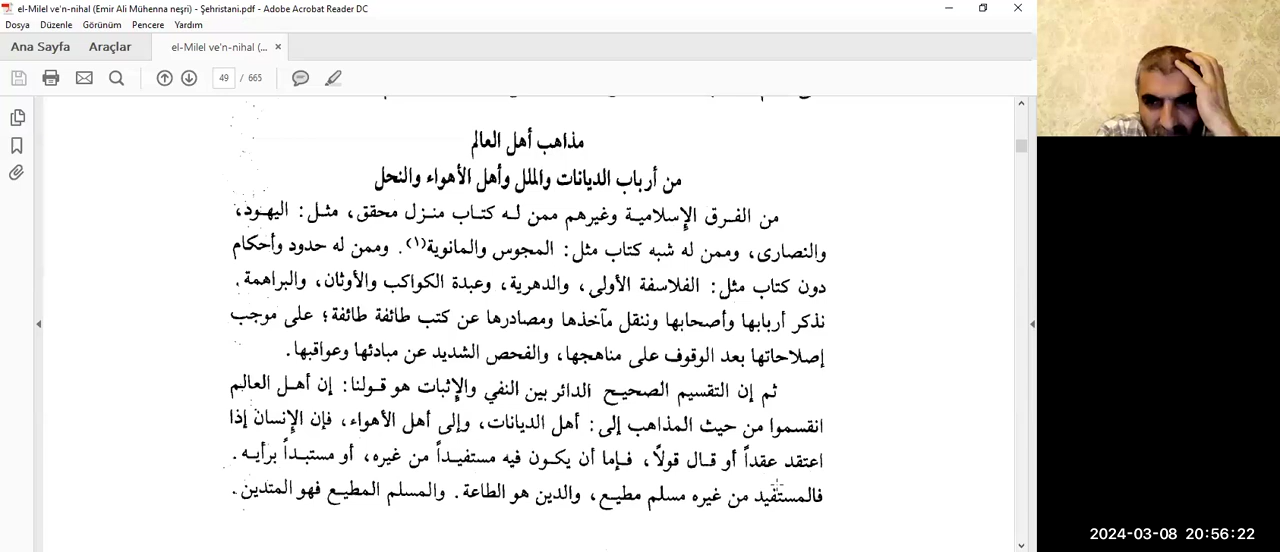 el-Milel ve'n-nihal (Emir Ali Mühenna neşri) - Şehristani.pdf - Adobe Acrobat Reader DC
Dosya Düzenle Görünüm Pencere Yardım
Ana Sayfa Araçlar el-Milel ve'n-nihal (...
49 / 665
مذاهب أهل العالم
من أرباب الديانات والملل وأهل الأهواء والنحل
من الفرق الإسلامية وغيرهم ممن له كتاب منزل محقق، مثل: اليهود،
والنصارى، وممن له شبه كتاب مثل: المجوس والمانوية(١). وممن له حدود وأحكام
دون كتاب مثل: الفلاسفة الأولى، والدهرية، وعبدة الكواكب والأوثان، والبراهمة.
نذكر أربابها وأصحابها وننقل مآخذها ومصادرها عن كتب طائفة طائفة؛ على موجب
إصلاحاتها بعد الوقوف على مناهجها، والفحص الشديد عن مبادئها وعواقبها.
ثم إن التقسيم الصحيح الدائر بين النفي والإثبات هو قولنا: إن أهل العالم
انقسموا من حيث المذاهب إلى: أهل الديانات، وإلى أهل الأهواء، فإن الإنسان إذا
اعتقد عقداً أو قال قولاً، فإما أن يكون فيه مستفيداً من غيره، أو مستبداً برأيه.
فالمستفيد من غيره مسلم مطيع، والدين هو الطاعة. والمسلم المطيع فهو المتدين.
2024-03-08 20:56:22